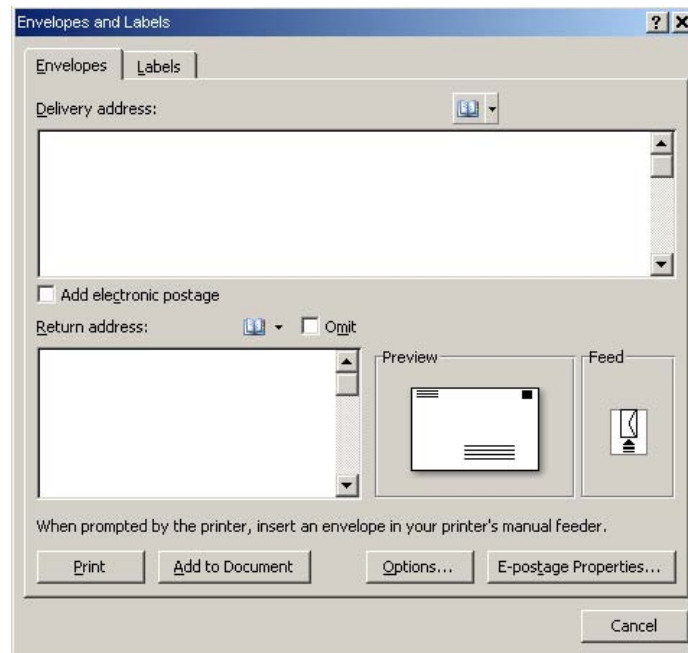 Envelopes and Labels
Envelopes Labels
Delivery address:
Add electronic postage
Return address: Omit
Preview Feed
When prompted by the printer, insert an envelope in your printer's manual feeder.
Print Add to Document Options... E-postage Properties...
Cancel